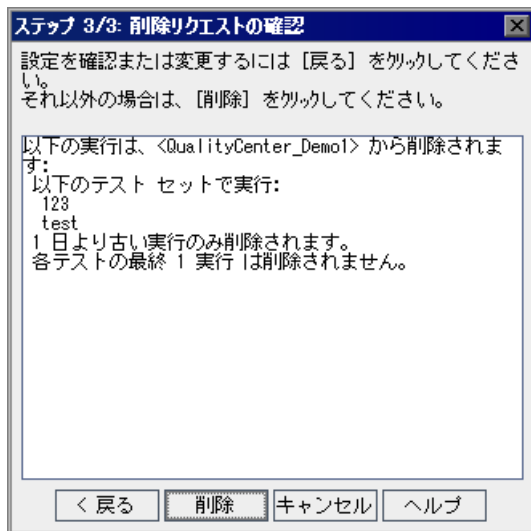 ステップ 3/3: 削除リクエストの確認
設定を確認または変更するには [戻る] をクリックしてくださ
い。
それ以外の場合は、[削除] をクリックしてください。
以下の実行は、<QualityCenter_Demo1> から削除されま
す:
以下のテスト セットで実行:
123
test
1 日より古い実行のみ削除されます。
各テストの最終 1 実行 は削除されません。
< 戻る 削除 キャンセル ヘルプ